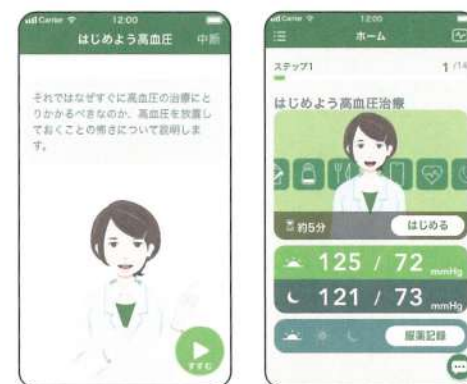 Carrier
12:00
はじめよう高血圧
中断
それではなぜすぐに高血圧の治療にと
りかかるべきなのか、高血圧を放置し
ておくことの怖さについて説明しま
す。
すすむ
Carrier
12:00
ホーム
ステップ1
1 /14
はじめよう高血圧治療
約5分
はじめる
125 / 72 mmHg
121 / 73 mmHg
服薬記録